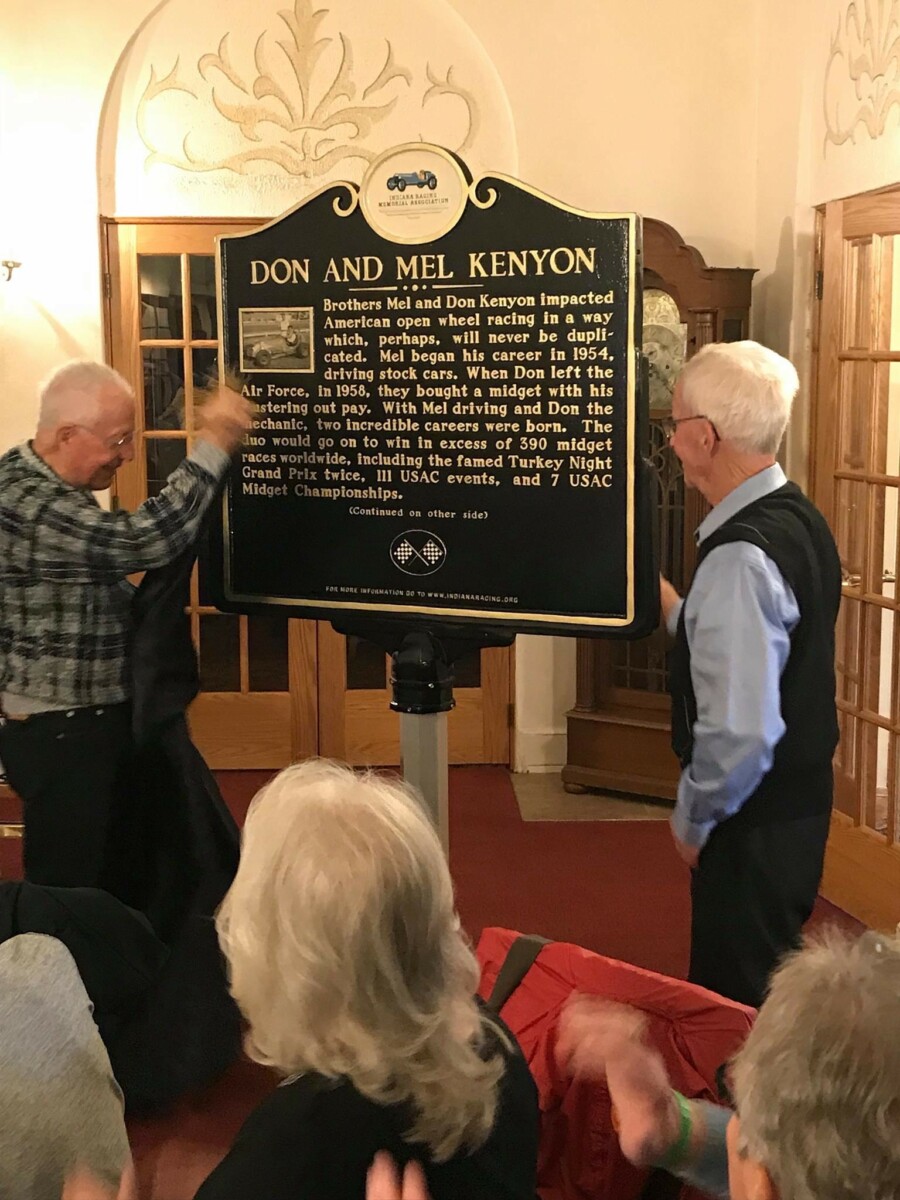 INDIANA RACING
MEMORIAL ASSOCIATION
DON AND MEL KENYON
Brothers Mel and Don Kenyon impacted
American open wheel racing in a way
which, perhaps, will never be dupli-
cated. Mel began his career in 1954,
driving stock cars. When Don left the
Air Force, in 1958, they bought a midget with his
ustering out pay. With Mel driving and Don the
mechanic, two incredible careers were born. The
duo would go on to win in excess of 390 midget
races worldwide, including the famed Turkey Night
Grand Prix twice, 111 USAC events, and 7 USAC
Midget Championships.
(Continued on other side)
FOR MORE INFORMATION GO TO WWW.INDIANARACING.ORG